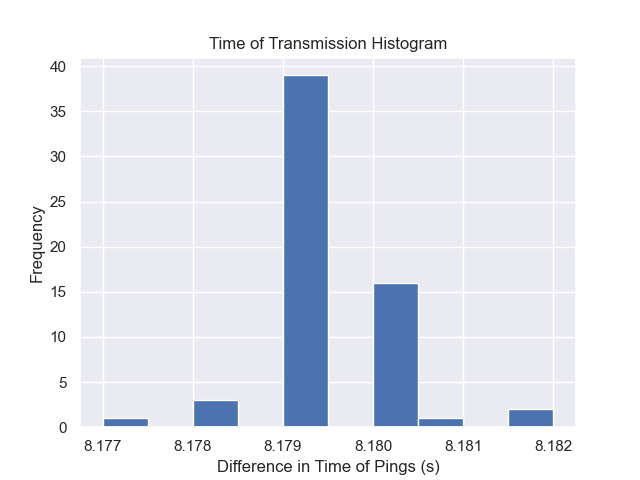 Time of Transmission Histogram
40
35
30
25
20
15
10
5
0
Frequency
8.177 8.178 8.179 8.180 8.181 8.182
Difference in Time of Pings (s)